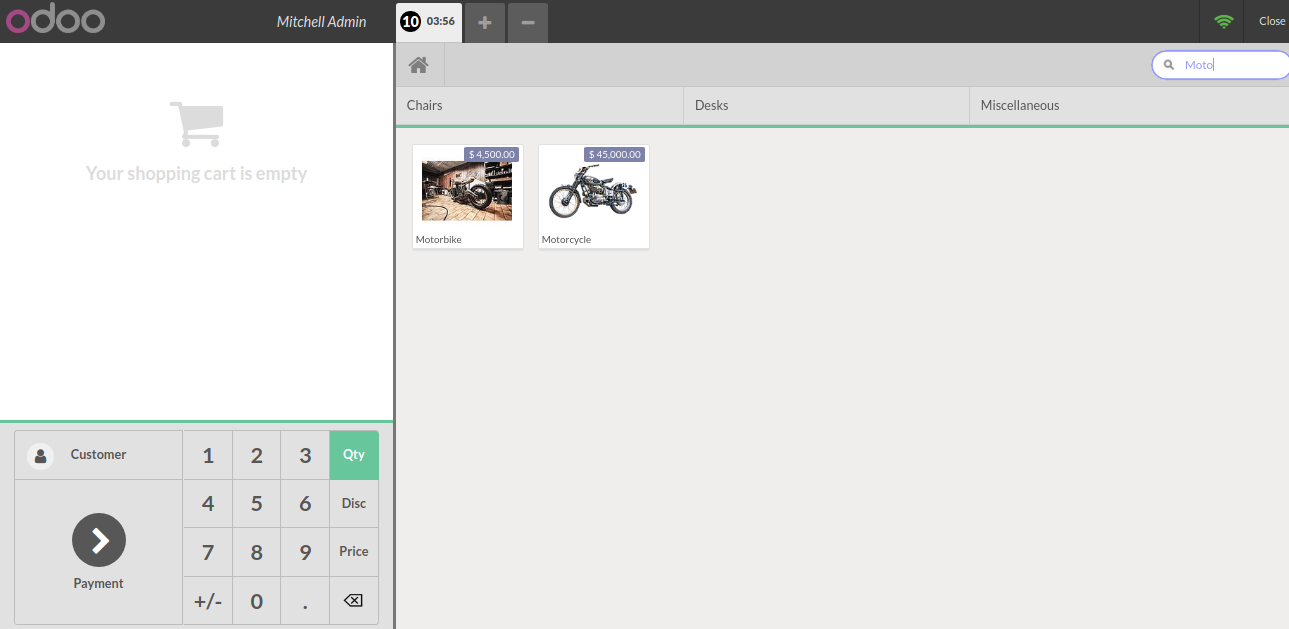 odoo
Mitchell Admin
10 03:56
Close
Moto
Chairs
Desks
Miscellaneous
$ 4,500.00
Motorbike
$ 45,000.00
Motorcycle
Your shopping cart is empty
Customer
1 2 3 Qty
4 5 6 Disc
7 8 9 Price
+/- 0 .
Payment